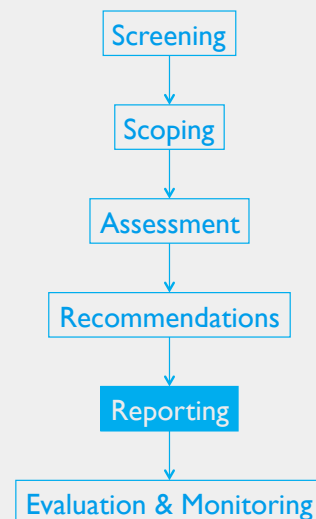 Screening
Scoping
Assessment
Recommendations
Reporting
Evaluation & Monitoring